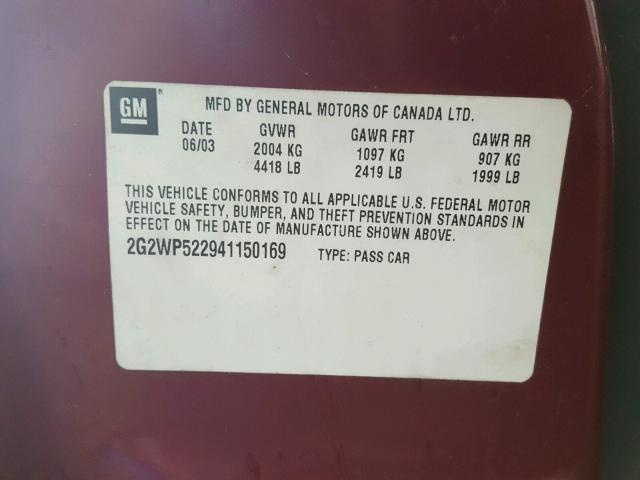 GM
MFD BY GENERAL MOTORS OF CANADA LTD.
DATE GVWR GAWR FRT GAWR RR
06/03 2004 KG 1097 KG 907 KG
4418 LB 2419 LB 1999 LB
THIS VEHICLE CONFORMS TO ALL APPLICABLE U.S. FEDERAL MOTOR
VEHICLE SAFETY, BUMPER, AND THEFT PREVENTION STANDARDS IN
EFFECT ON THE DATE OF MANUFACTURE SHOWN ABOVE.
2G2WP522941150169 TYPE: PASS CAR